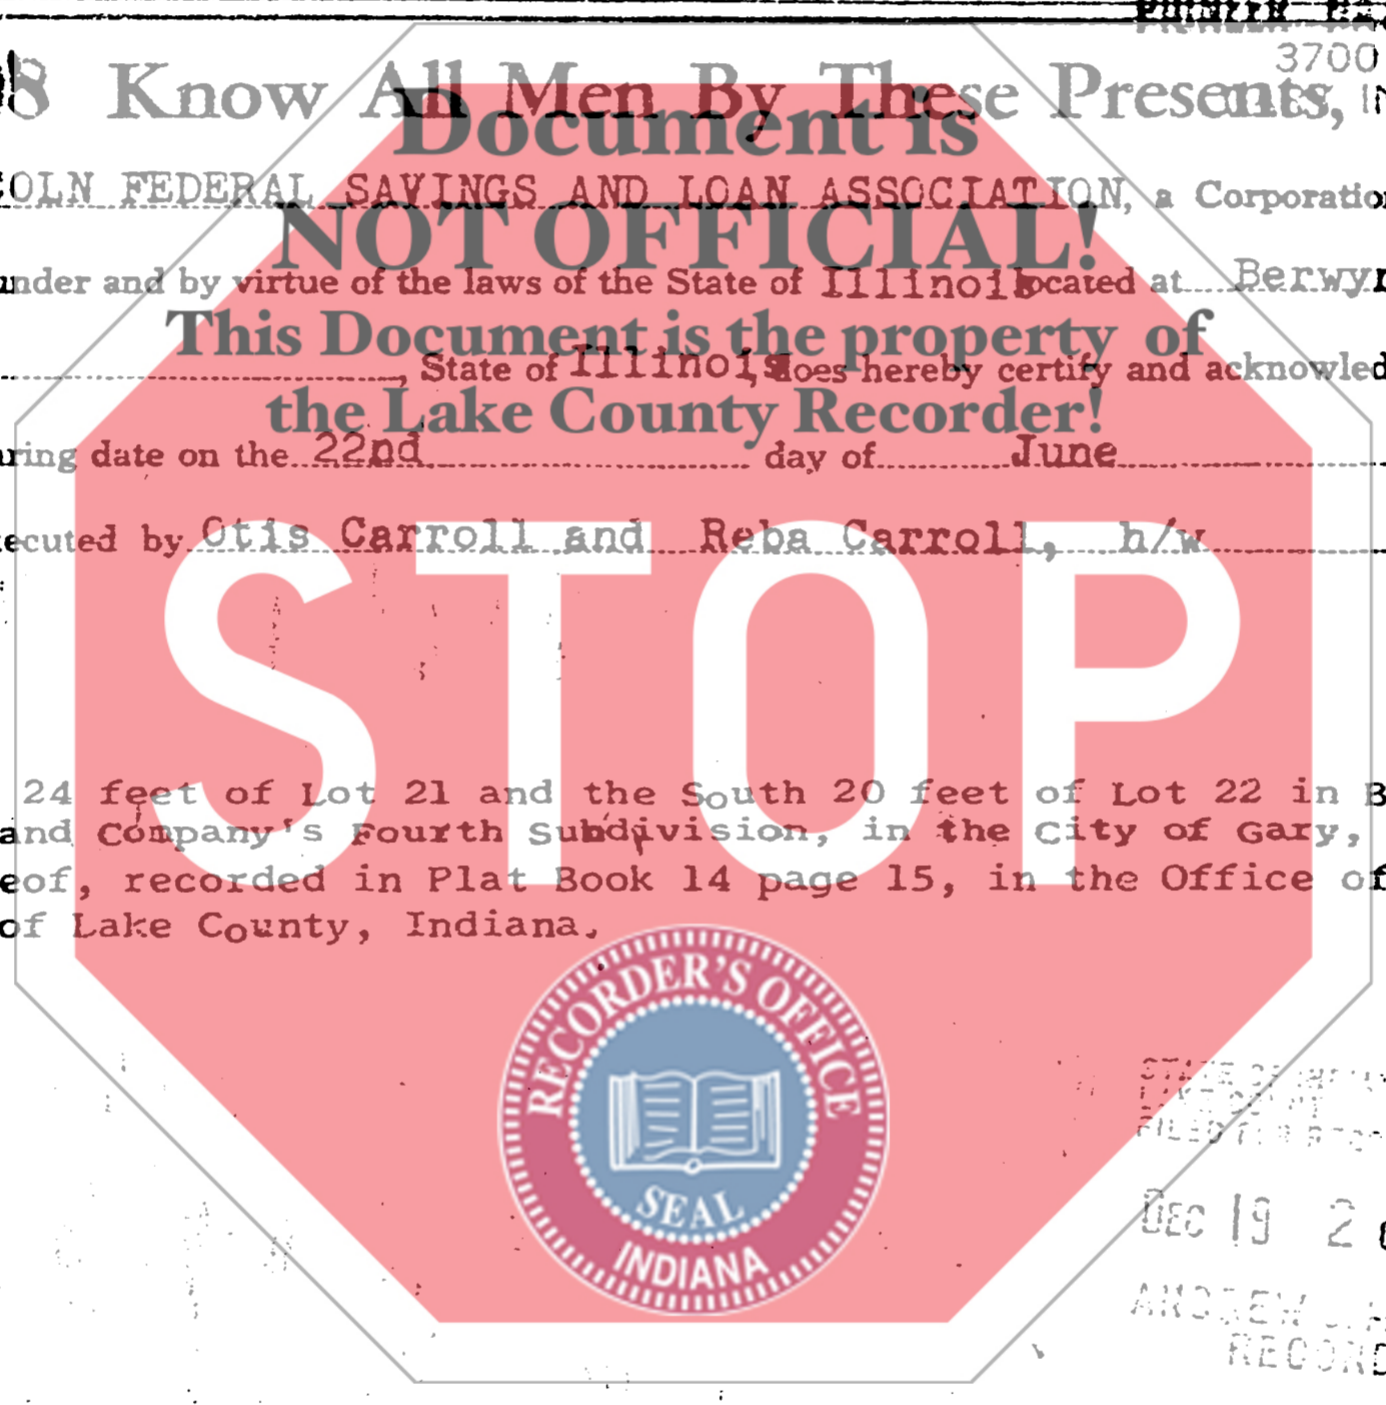 3700
8 Know All Men By These Presents,
Document is
OLN FEDERAL SAVINGS AND LOAN ASSOCIATION, a Corporatio
NOT OFFICIAL!
under and by virtue of the laws of the State of Illinois located at Berwyn
This Document is the property of
, State of Illinois, does hereby certify and acknowled
the Lake County Recorder!
ring date on the 22nd day of June
ecuted by Otis Carroll and Reba Carroll, h/w
STOP
24 feet of Lot 21 and the South 20 feet of Lot 22 in B
and Company's Fourth Subdivision, in the City of Gary,
eof, recorded in Plat Book 14 page 15, in the Office of
of Lake County, Indiana.
RECORDER'S OFFICE
SEAL
INDIANA
DEC 19 2
ANDREW
RECORD